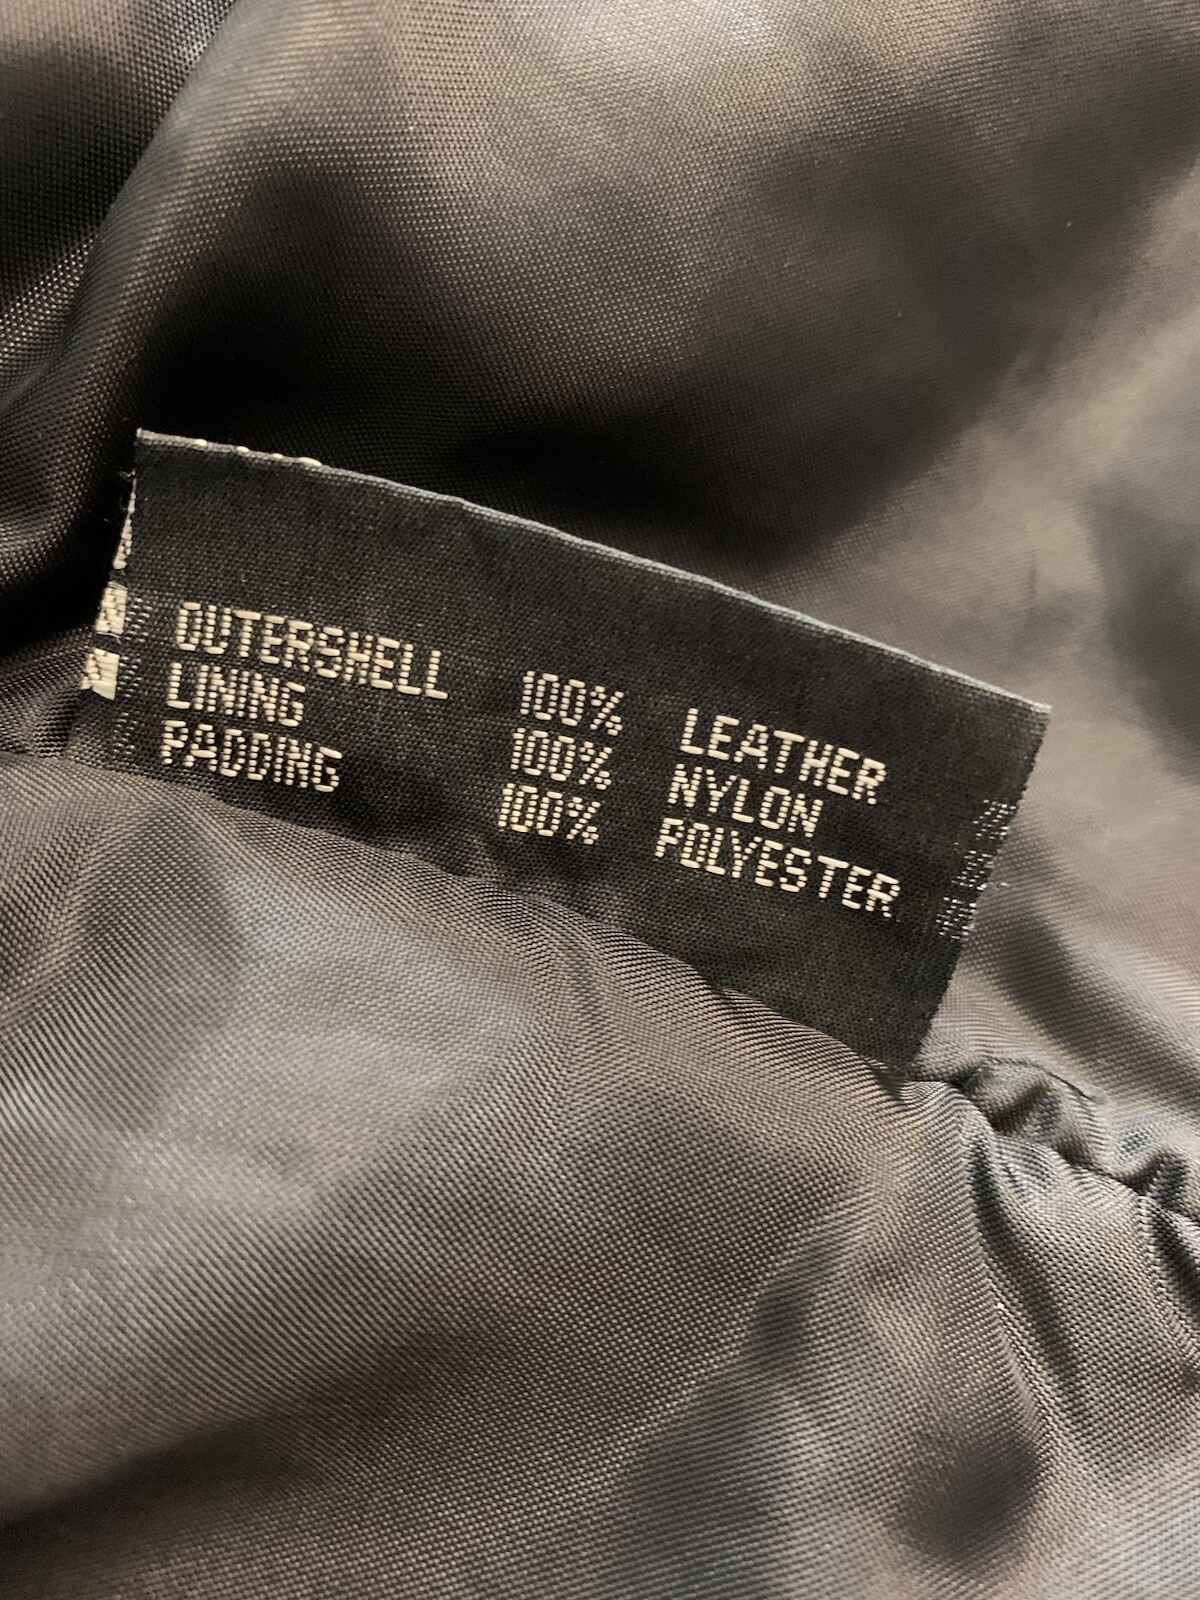 OUTERSHELL 100% LEATHER
LINING 100% NYLON
PADDING 100% POLYESTER